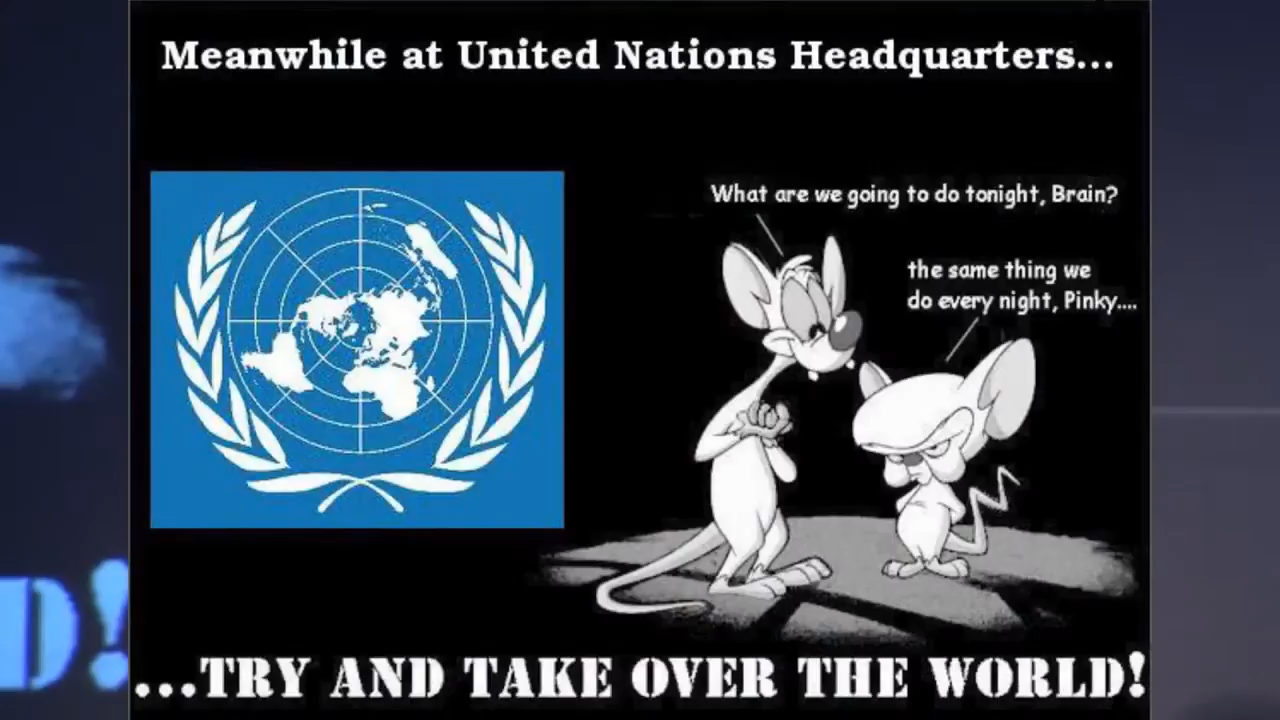 Meanwhile at United Nations Headquarters...
What are we going to do tonight, Brain?
the same thing we
do every night, Pinky....
...TRY AND TAKE OVER THE WORLD!
D!